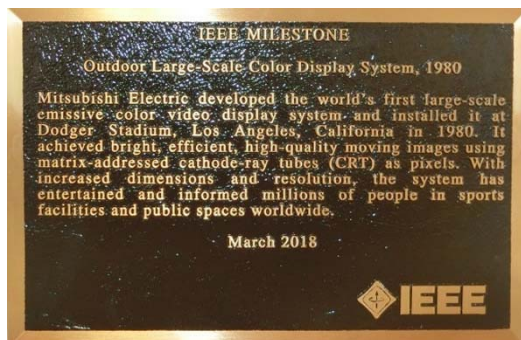 IEEE MILESTONE
Outdoor Large-Scale Color Display System, 1980
Mitsubishi Electric developed the world's first large-scale
emissive color video display system and installed it at
Dodger Stadium, Los Angeles, California in 1980. It
achieved bright, efficient, high-quality moving images using
matrix-addressed cathode-ray tubes (CRT) as pixels. With
increased dimensions and resolution, the system has
entertained and informed millions of people in sports
facilities and public spaces worldwide.
March 2018
IEEE